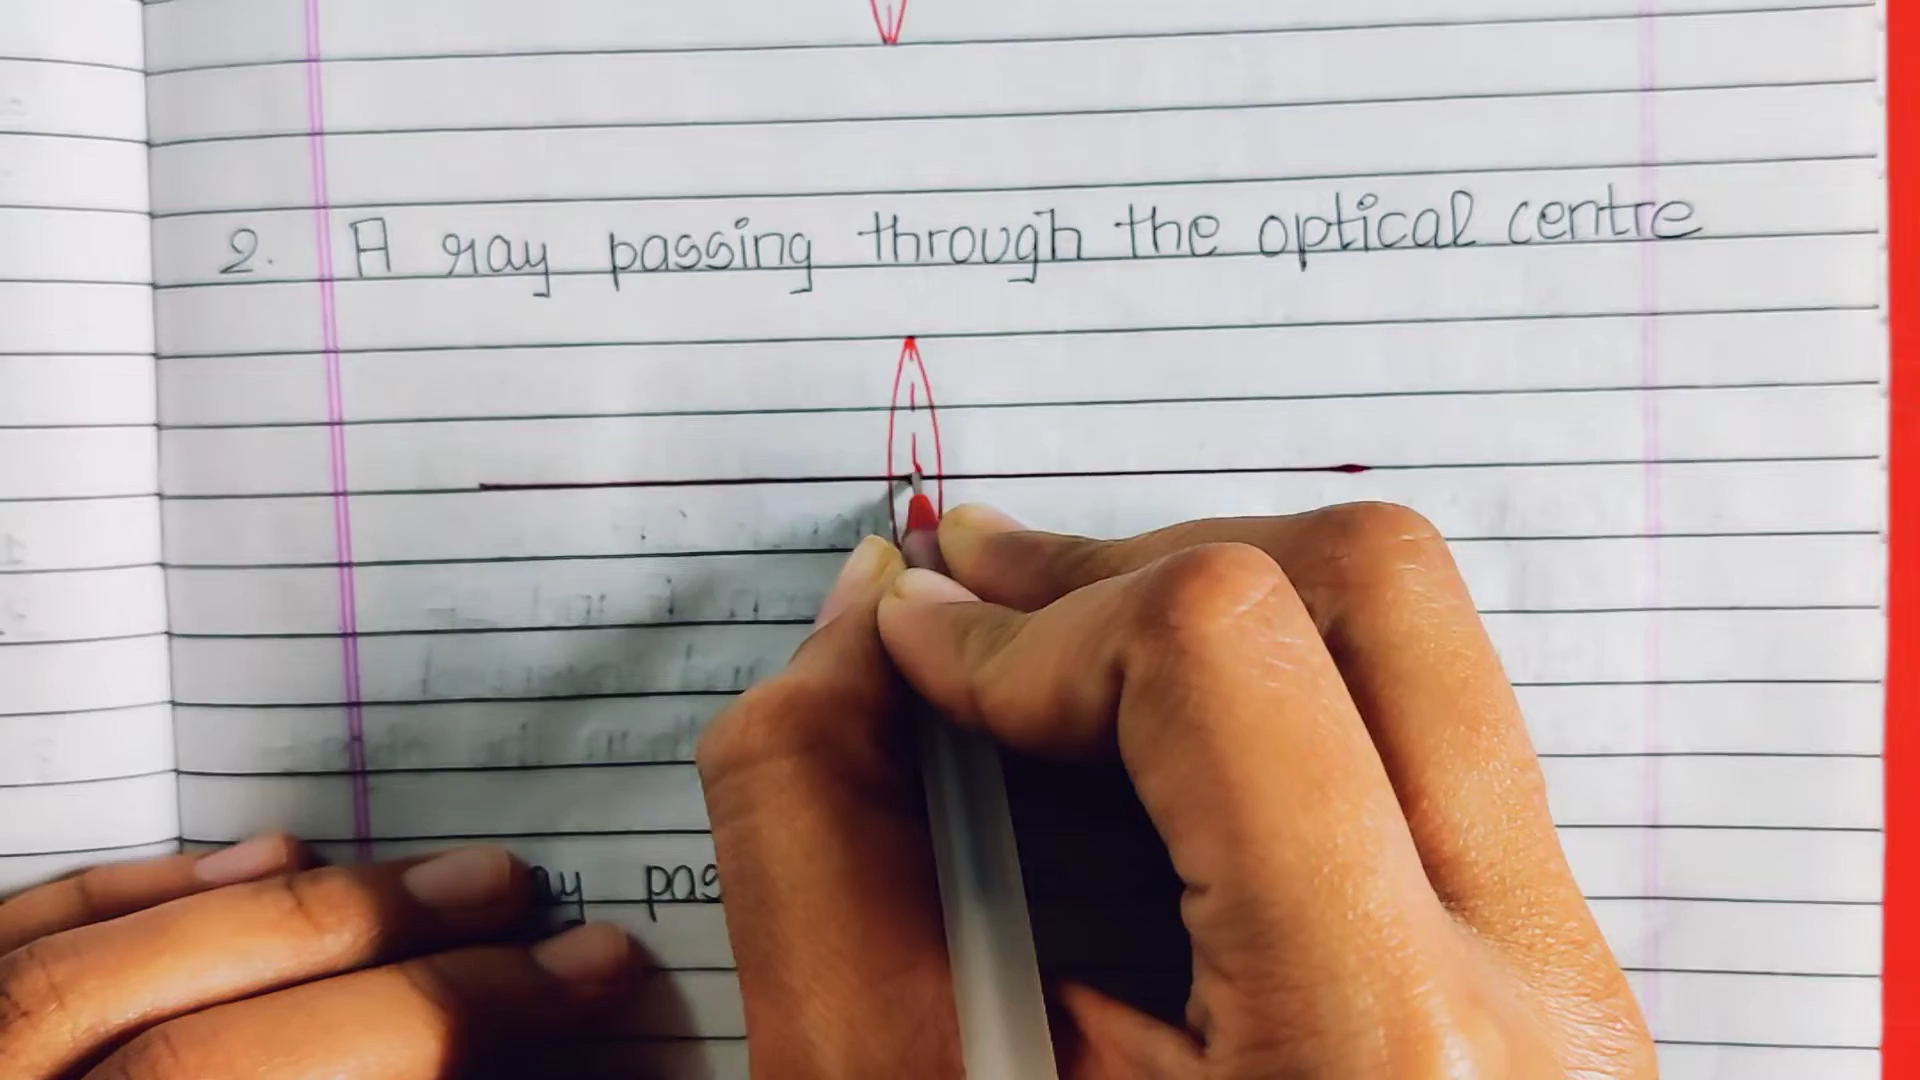 2. A ray passing through the optical centre